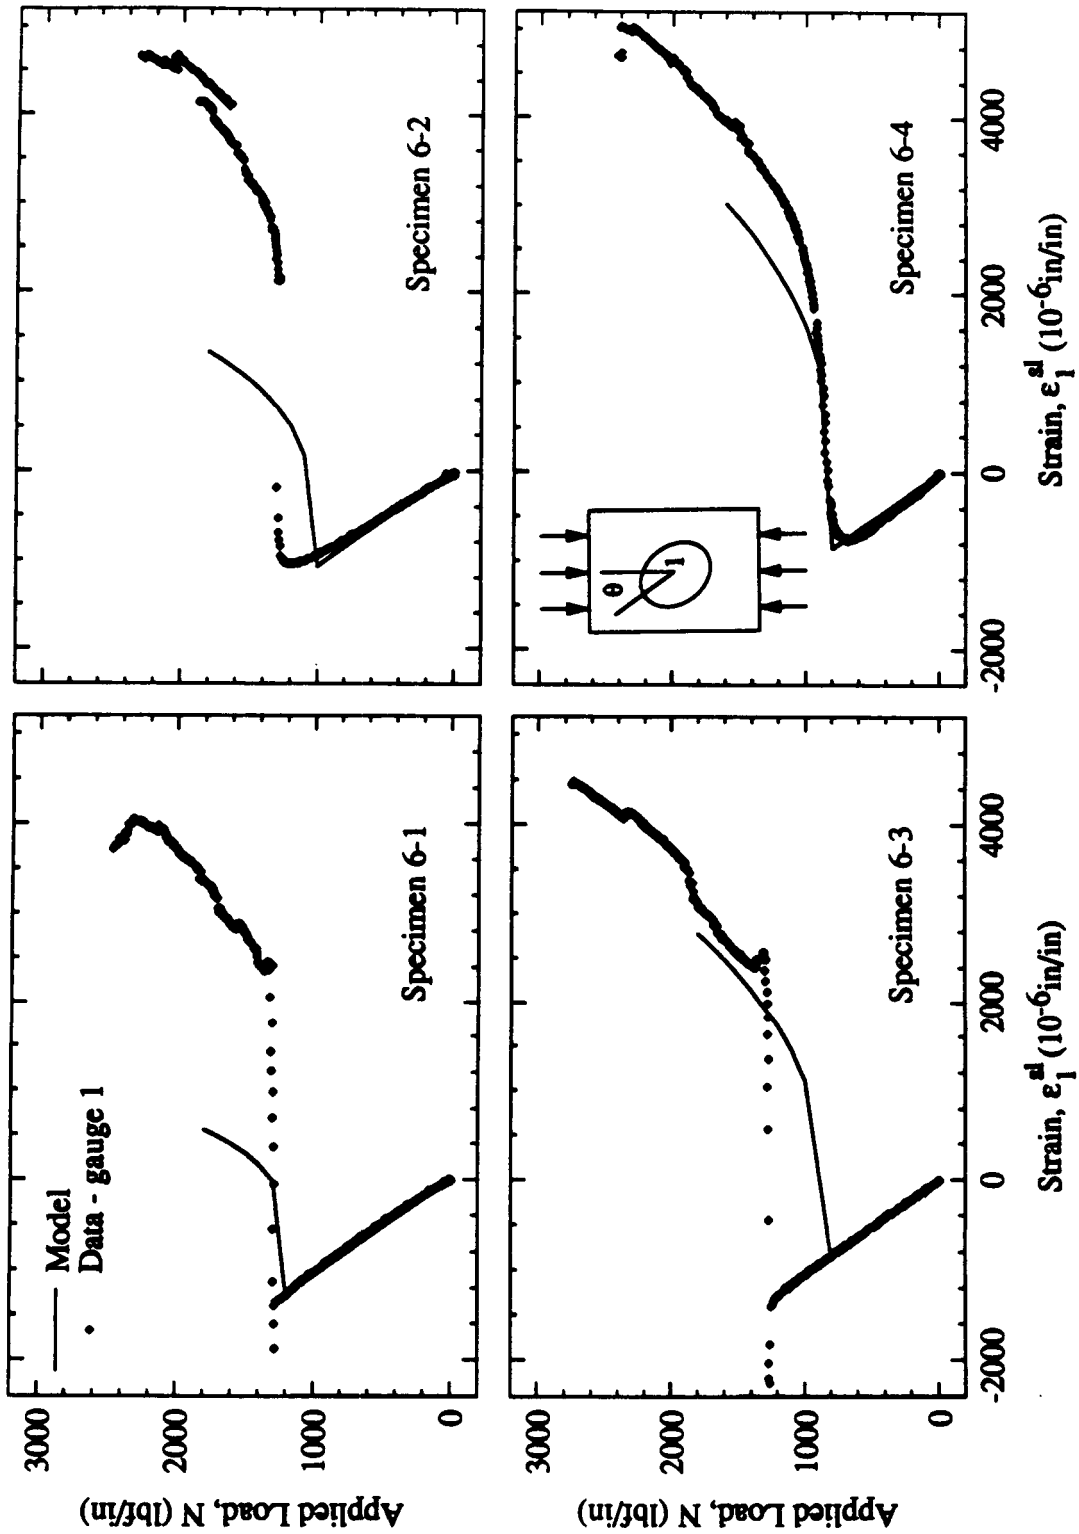 Applied Load, N (lbf/in)
3000
2000
1000
0
Model
Data - gauge 1
Specimen 6-1
Specimen 6-2
Applied Load, N (lbf/in)
3000
2000
1000
0
Specimen 6-3
θ
1
Specimen 6-4
-2000
0
2000
4000
-2000
0
2000
4000
Strain, ε₁ˢˡ (10⁻⁶in/in)
Strain, ε₁ˢˡ (10⁻⁶in/in)